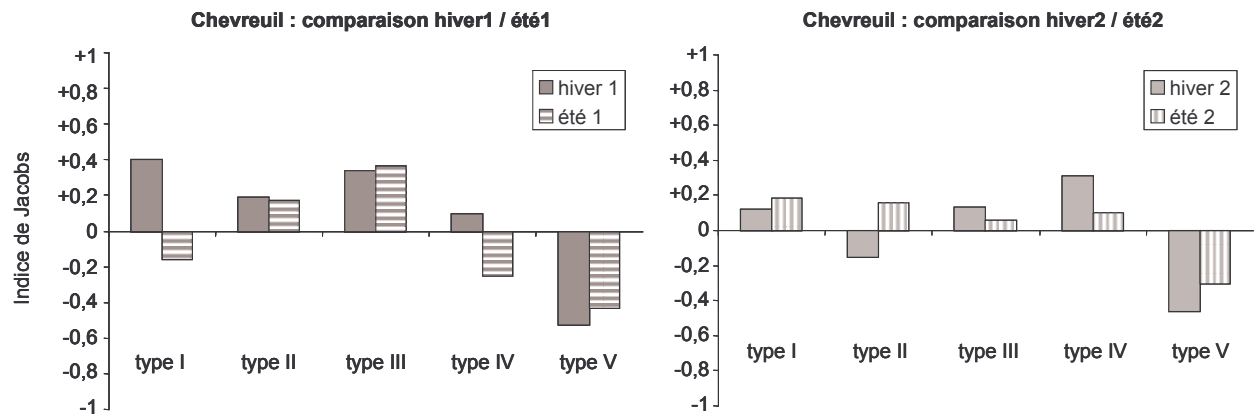 Chevreuil : comparaison hiver1 / été1
+1
+0,8
+0,6
+0,4
+0,2
0
-0,2
-0,4
-0,6
-0,8
-1
Indice de Jacobs
hiver 1
été 1
type I
type II
type III
type IV
type V
Chevreuil : comparaison hiver2 / été2
+1
+0,8
+0,6
+0,4
+0,2
0
-0,2
-0,4
-0,6
-0,8
-1
hiver 2
été 2
type I
type II
type III
type IV
type V